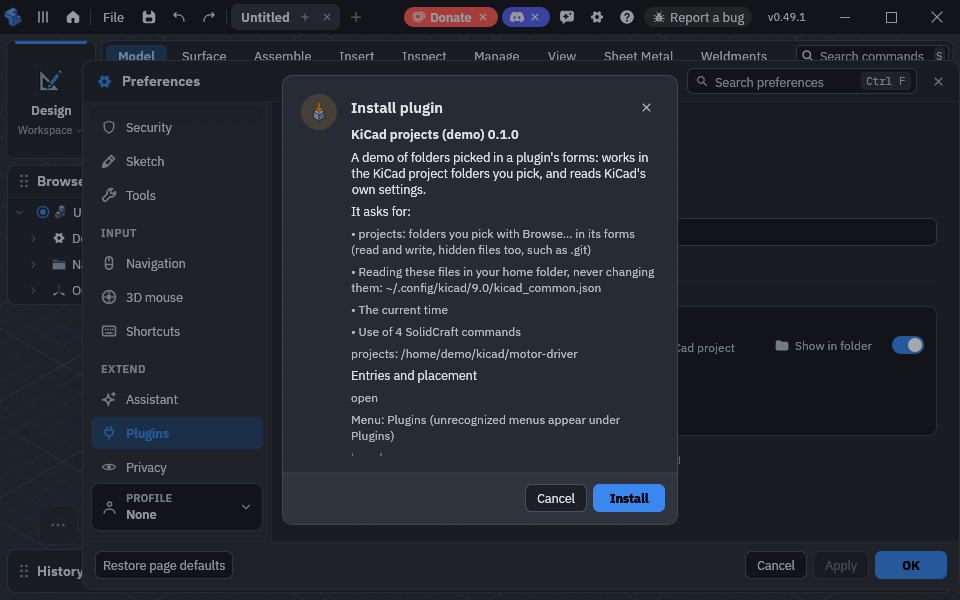 File
Untitled
Donate
Report a bug
v0.49.1
Model
Surface
Assemble
Insert
Inspect
Manage
View
Sheet Metal
Weldments
Search commands
S
Design
Workspace
Preferences
Search preferences
Ctrl F
Security
Sketch
Tools
INPUT
Navigation
3D mouse
Shortcuts
EXTEND
Assistant
Plugins
Privacy
PROFILE
None
Install plugin
KiCad projects (demo) 0.1.0
A demo of folders picked in a plugin's forms: works in
the KiCad project folders you pick, and reads KiCad's
own settings.
It asks for:
• projects: folders you pick with Browse... in its forms
(read and write, hidden files too, such as .git)
• Reading these files in your home folder, never changing
them: ~/.config/kicad/9.0/kicad_common.json
• The current time
• Use of 4 SolidCraft commands
projects: /home/demo/kicad/motor-driver
Entries and placement
open
Menu: Plugins (unrecognized menus appear under
Plugins)
Cancel
Install
Cad project
Show in folder
History
Restore page defaults
Cancel
Apply
OK